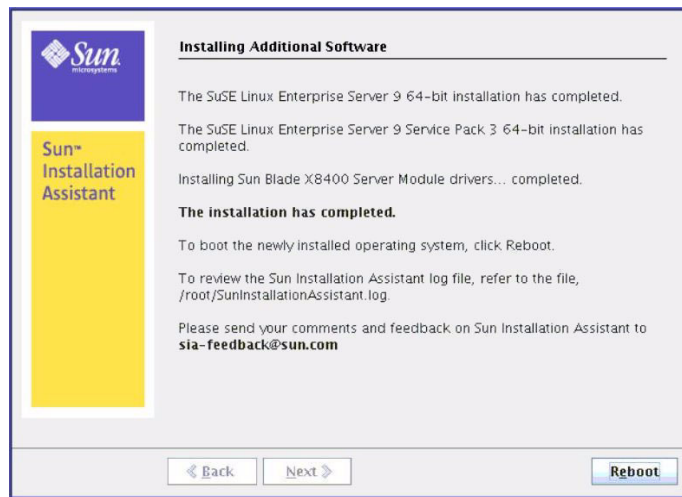 Sun
microsystems
Sun™
Installation
Assistant
Installing Additional Software
The SuSE Linux Enterprise Server 9 64-bit installation has completed.
The SuSE Linux Enterprise Server 9 Service Pack 3 64-bit installation has
completed.
Installing Sun Blade X8400 Server Module drivers... completed.
The installation has completed.
To boot the newly installed operating system, click Reboot.
To review the Sun Installation Assistant log file, refer to the file,
/root/SunInstallationAssistant.log.
Please send your comments and feedback on Sun Installation Assistant to
sia-feedback@sun.com
Back
Next
Reboot